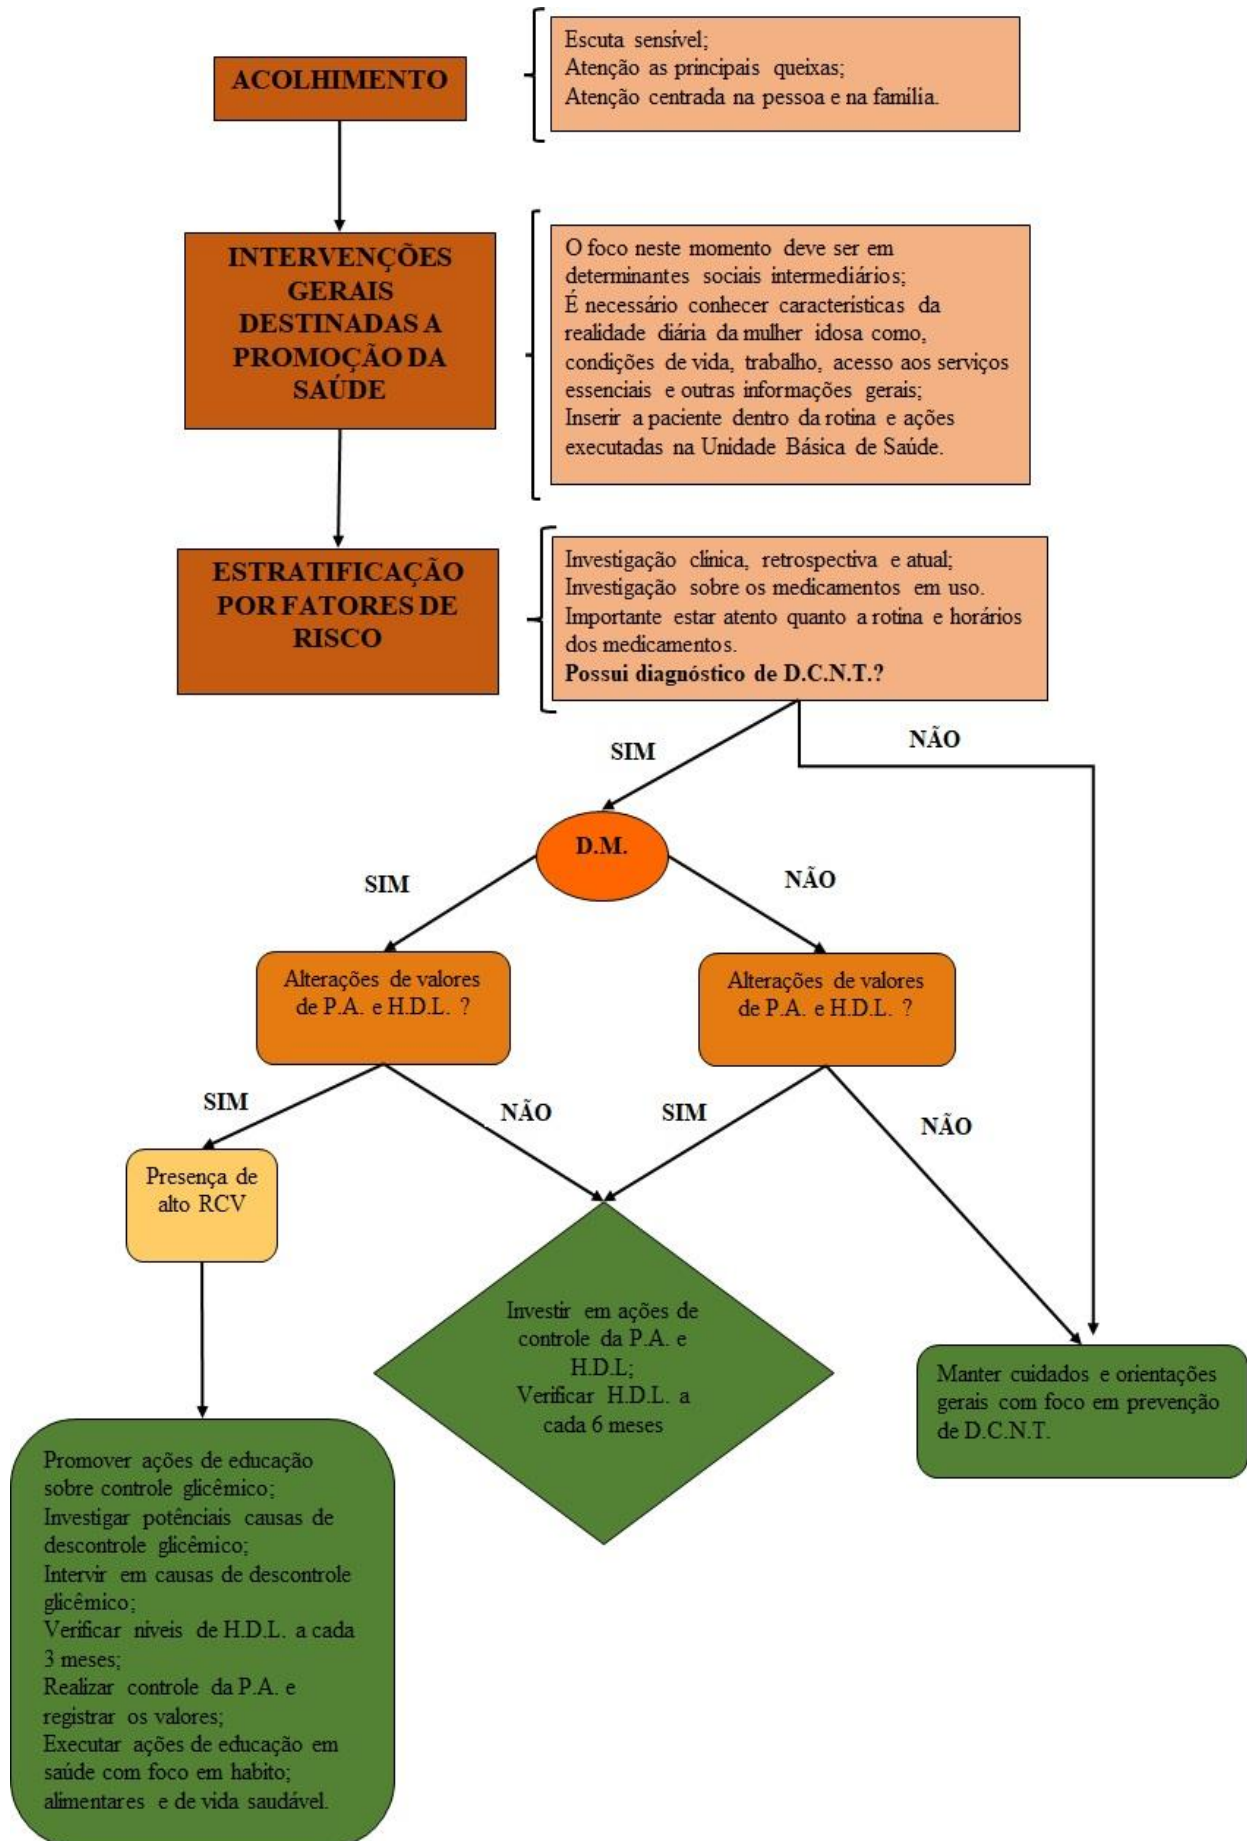 ACOLHIMENTO
Escuta sensível;
Atenção as principais queixas;
Atenção centrada na pessoa e na família.
INTERVENÇÕES
GERAIS
DESTINADAS A
PROMOÇÃO DA
SAÚDE
O foco neste momento deve ser em
determinantes sociais intermediários;
É necessário conhecer características da
realidade diária da mulher idosa como,
condições de vida, trabalho, acesso aos serviços
essenciais e outras informações gerais;
Inserir a paciente dentro da rotina e ações
executadas na Unidade Básica de Saúde.
ESTRATIFICAÇÃO
POR FATORES DE
RISCO
Investigação clínica, retrospectiva e atual;
Investigação sobre os medicamentos em uso.
Importante estar atento quanto a rotina e horários
dos medicamentos.
Possui diagnóstico de D.C.N.T.?
SIM
NÃO
D.M.
SIM
NÃO
Alterações de valores
de P.A. e H.D.L. ?
Alterações de valores
de P.A. e H.D.L. ?
SIM
NÃO
SIM
NÃO
Presença de
alto RCV
Investir em ações de
controle da P.A. e
H.D.L;
Verificar H.D.L. a
cada 6 meses
Manter cuidados e orientações
gerais com foco em prevenção
de D.C.N.T.
Promover ações de educação
sobre controle glicêmico;
Investigar potênciais causas de
descontrole glicêmico;
Intervir em causas de descontrole
glicêmico;
Verificar níveis de H.D.L. a cada
3 meses;
Realizar controle da P.A. e
registrar os valores;
Executar ações de educação em
saúde com foco em habito;
alimentares e de vida saudável.